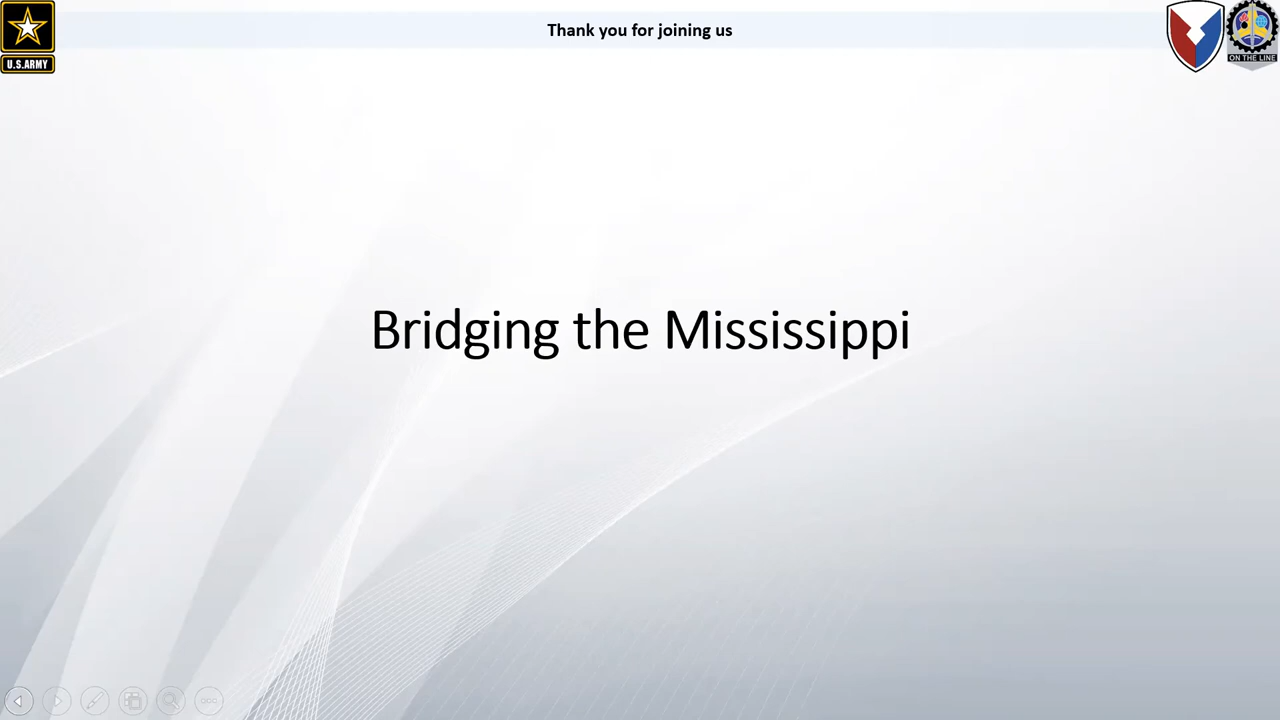 Thank you for joining us
U.S.ARMY
ON THE LINE
Bridging the Mississippi